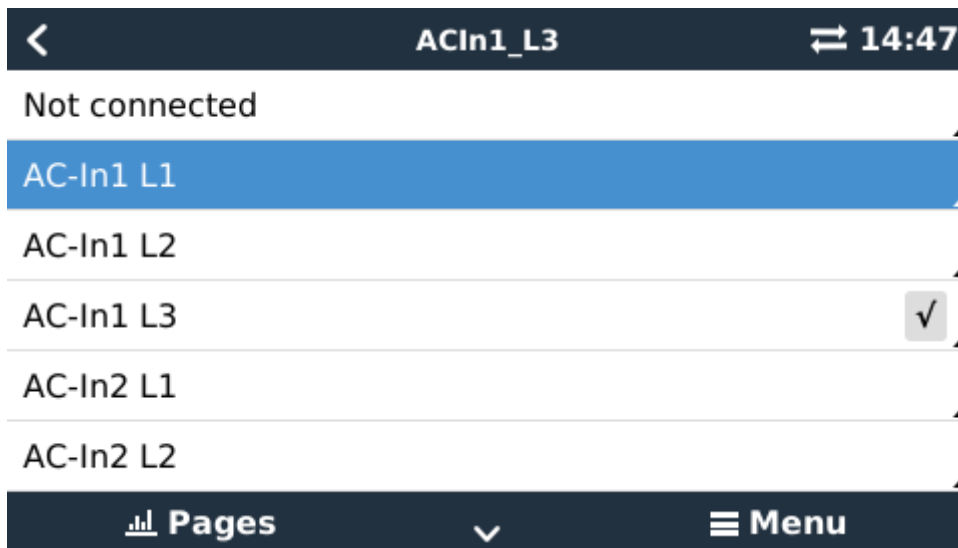 ACIn1_L3 14:47
Not connected
AC-In1 L1
AC-In1 L2
AC-In1 L3 √
AC-In2 L1
AC-In2 L2
Pages Menu